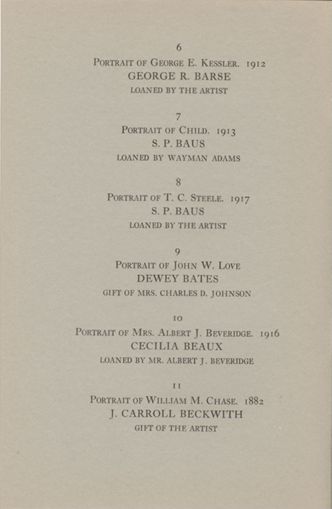 6
Portrait of George E. Kessler. 1912
GEORGE R. BARSE
LOANED BY THE ARTIST
7
Portrait of Child. 1913
S. P. BAUS
LOANED BY WAYMAN ADAMS
8
Portrait of T. C. Steele. 1917
S. P. BAUS
LOANED BY THE ARTIST
9
Portrait of John W. Love
DEWEY BATES
GIFT OF MRS. CHARLES D. JOHNSON
10
Portrait of Mrs. Albert J. Beveridge. 1916
CECILIA BEAUX
LOANED BY MR. ALBERT J. BEVERIDGE
11
Portrait of William M. Chase. 1882
J. CARROLL BECKWITH
GIFT OF THE ARTIST